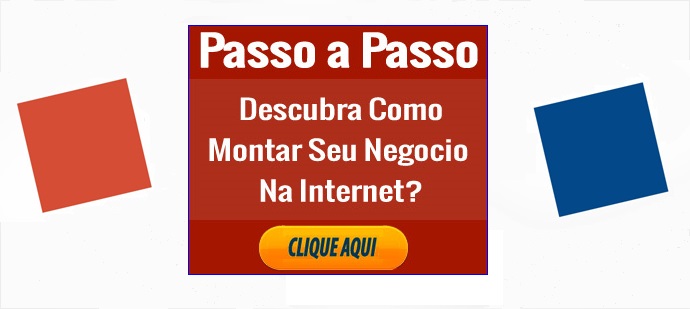 Passo a Passo
Descubra Como
Montar Seu Negocio
Na Internet?
CLIQUE AQUI